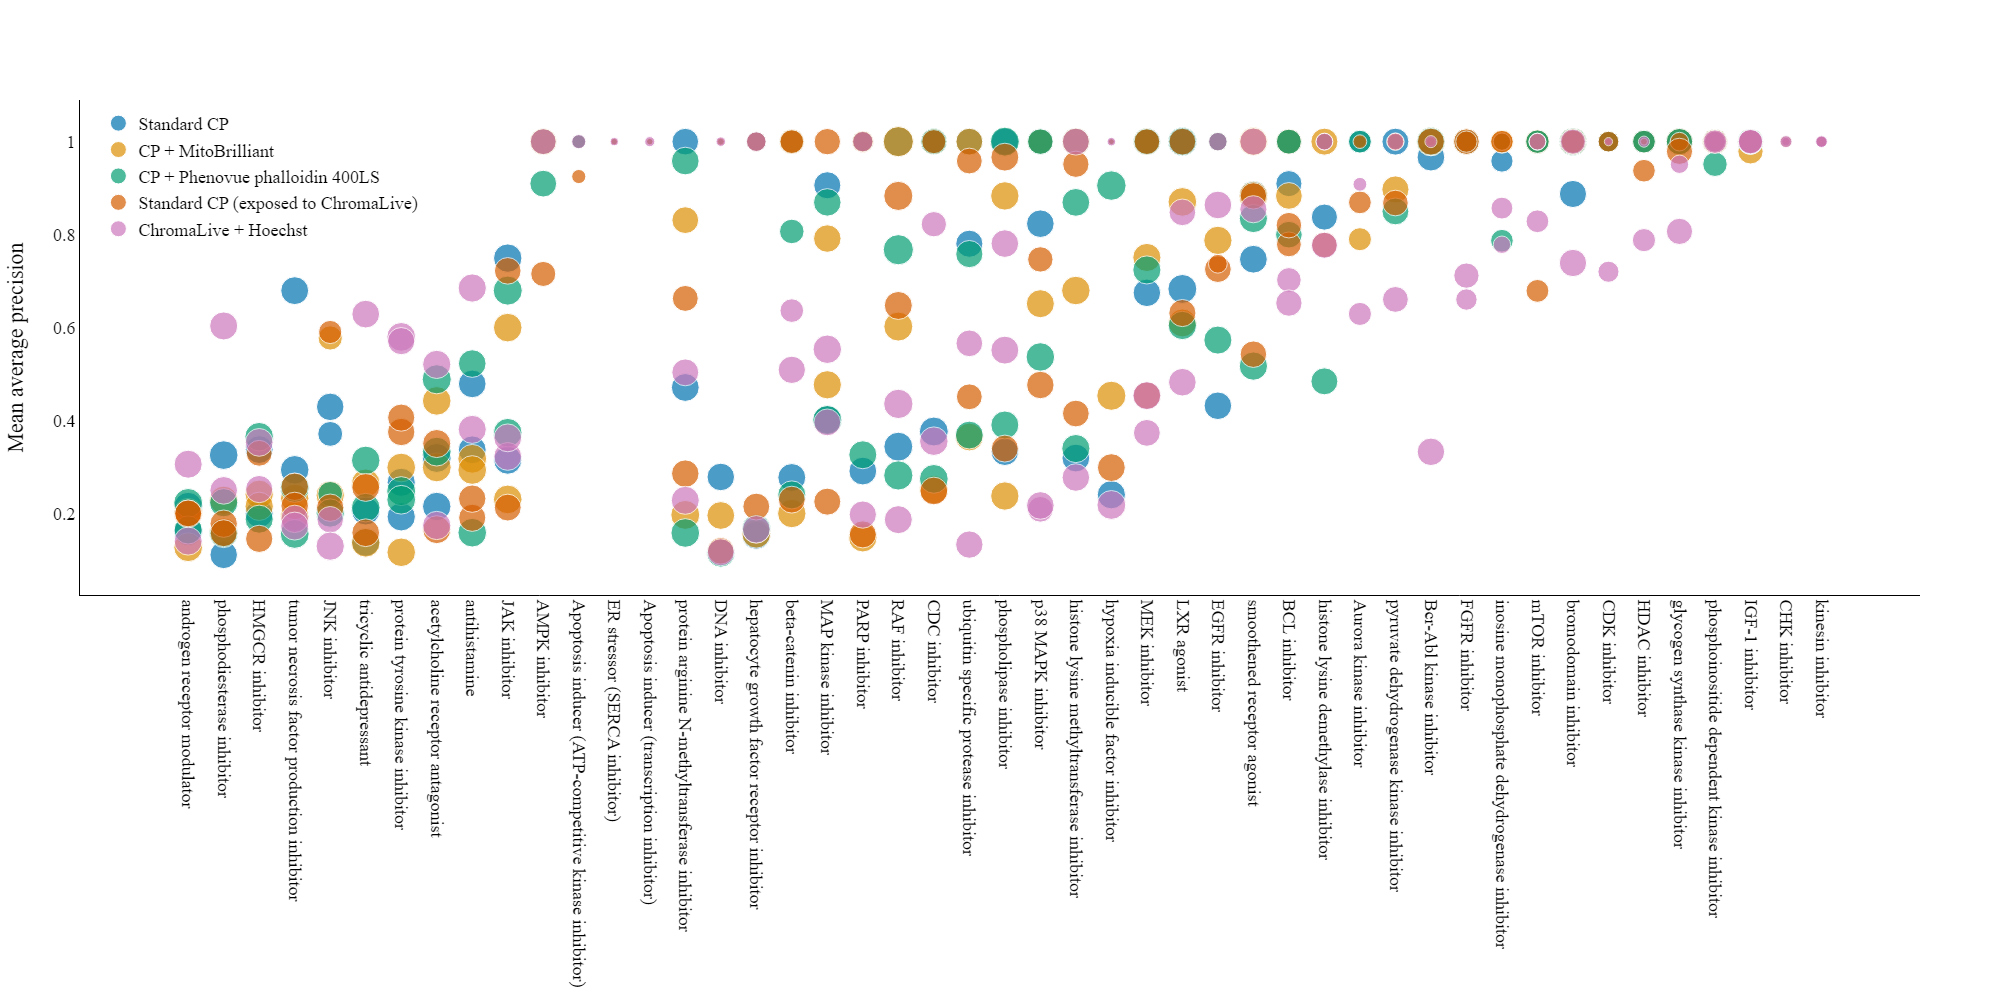 Standard CP
CP + MitoBrilliant
CP + Phenovue phalloidin 400LS
Standard CP (exposed to ChromaLive)
ChromaLive + Hoechst
Mean average precision
1
0.8
0.6
0.4
0.2
androgen receptor modulator
phosphodiesterase inhibitor
HMGCR inhibitor
tumor necrosis factor production inhibitor
JNK inhibitor
tricyclic antidepressant
protein tyrosine kinase inhibitor
acetylcholine receptor antagonist
antihistamine
JAK inhibitor
AMPK inhibitor
Apoptosis inducer (ATP-competitive kinase inhibitor)
ER stressor (SERCA inhibitor)
Apoptosis inducer (transcription inhibitor)
protein arginine N-methyltransferase inhibitor
DNA inhibitor
hepatocyte growth factor receptor inhibitor
beta-catenin inhibitor
MAP kinase inhibitor
PARP inhibitor
RAF inhibitor
CDC inhibitor
ubiquitin specific protease inhibitor
phospholipase inhibitor
p38 MAPK inhibitor
histone lysine methyltransferase inhibitor
hypoxia inducible factor inhibitor
MEK inhibitor
LXR agonist
EGFR inhibitor
smoothened receptor agonist
BCL inhibitor
histone lysine demethylase inhibitor
Aurora kinase inhibitor
pyruvate dehydrogenase kinase inhibitor
Bcr-Abl kinase inhibitor
FGFR inhibitor
inosine monophosphate dehydrogenase inhibitor
mTOR inhibitor
bromodomain inhibitor
CDK inhibitor
HDAC inhibitor
glycogen synthase kinase inhibitor
phosphoinositide dependent kinase inhibitor
IGF-1 inhibitor
CHK inhibitor
kinesin inhibitor